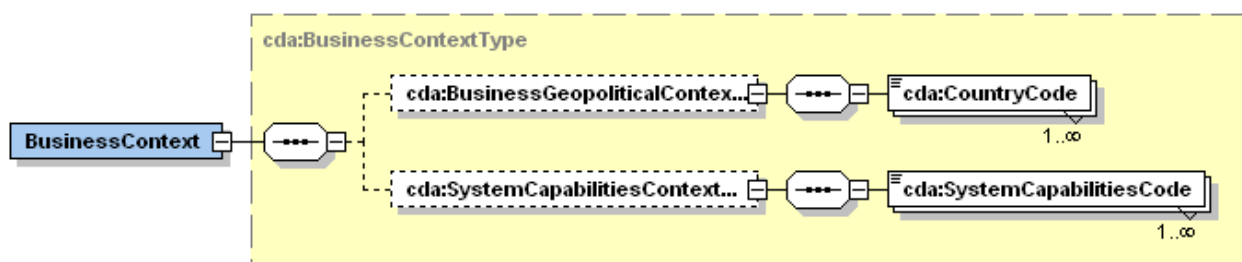 cda:BusinessContextType
cda:BusinessGeopoliticalContex...
cda:CountryCode
1..∞
BusinessContext
cda:SystemCapabilitiesContext...
cda:SystemCapabilitiesCode
1..∞